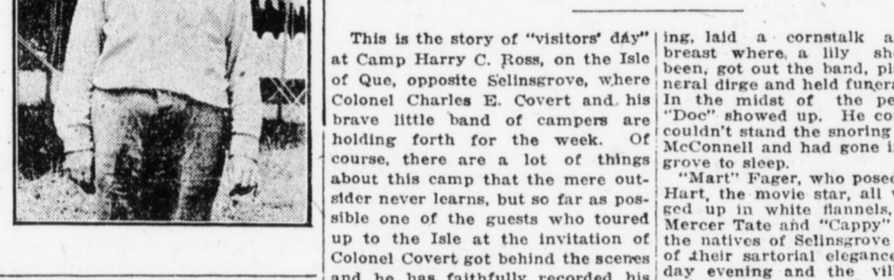 This is the story of "visitors' day"
at Camp Harry C. Ross, on the Isle
of Que, opposite Selinsgrove, where
Colonel Charles E. Covert and his
brave little band of campers are
holding forth for the week. Of
course, there are a lot of things
about this camp that the mere out-
sider never learns, but so far as pos-
sible one of the guests who toured
up to the Isle at the invitation of
Colonel Covert got behind the scenes
and he has faithfully recorded his
ing, laid a cornstalk a
breast where a lily sh
been, got out the band, pl
neral dirge and held funera
In the midst of the po
"Doc" showed up. He co
couldn't stand the snoring
McConnell and had gone i
grove to sleep.
"Mart" Fager, who posed
Hart, the movie star, all
ged up in white flannels.
Mercer Tate and "Cappy"
the natives of Selinsgrove
of their sartorial eleganc
day evening and the v